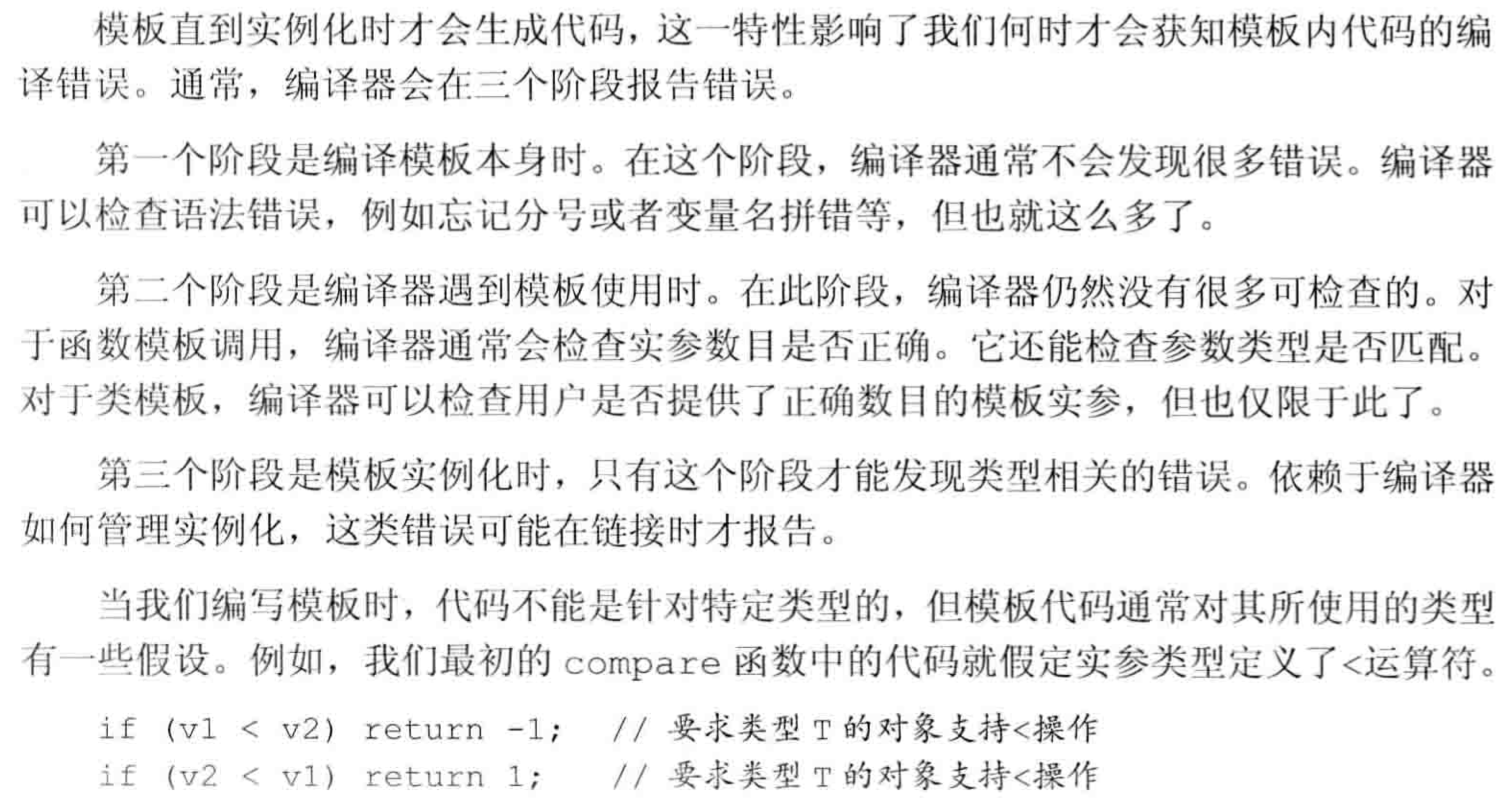 模板直到实例化时才会生成代码，这一特性影响了我们何时才会获知模板内代码的编
译错误。通常，编译器会在三个阶段报告错误。
第一个阶段是编译模板本身时。在这个阶段，编译器通常不会发现很多错误。编译器
可以检查语法错误，例如忘记分号或者变量名拼错等，但也就这么多了。
第二个阶段是编译器遇到模板使用时。在此阶段，编译器仍然没有很多可检查的。对
于函数模板调用，编译器通常会检查实参数目是否正确。它还能检查参数类型是否匹配。
对于类模板，编译器可以检查用户是否提供了正确数目的模板实参，但也仅限于此了。
第三个阶段是模板实例化时，只有这个阶段才能发现类型相关的错误。依赖于编译器
如何管理实例化，这类错误可能在链接时才报告。
当我们编写模板时，代码不能是针对特定类型的，但模板代码通常对其所使用的类型
有一些假设。例如，我们最初的 compare 函数中的代码就假定实参类型定义了<运算符。
if (v1 < v2) return -1; // 要求类型 T 的对象支持<操作
if (v2 < v1) return 1; // 要求类型 T 的对象支持<操作